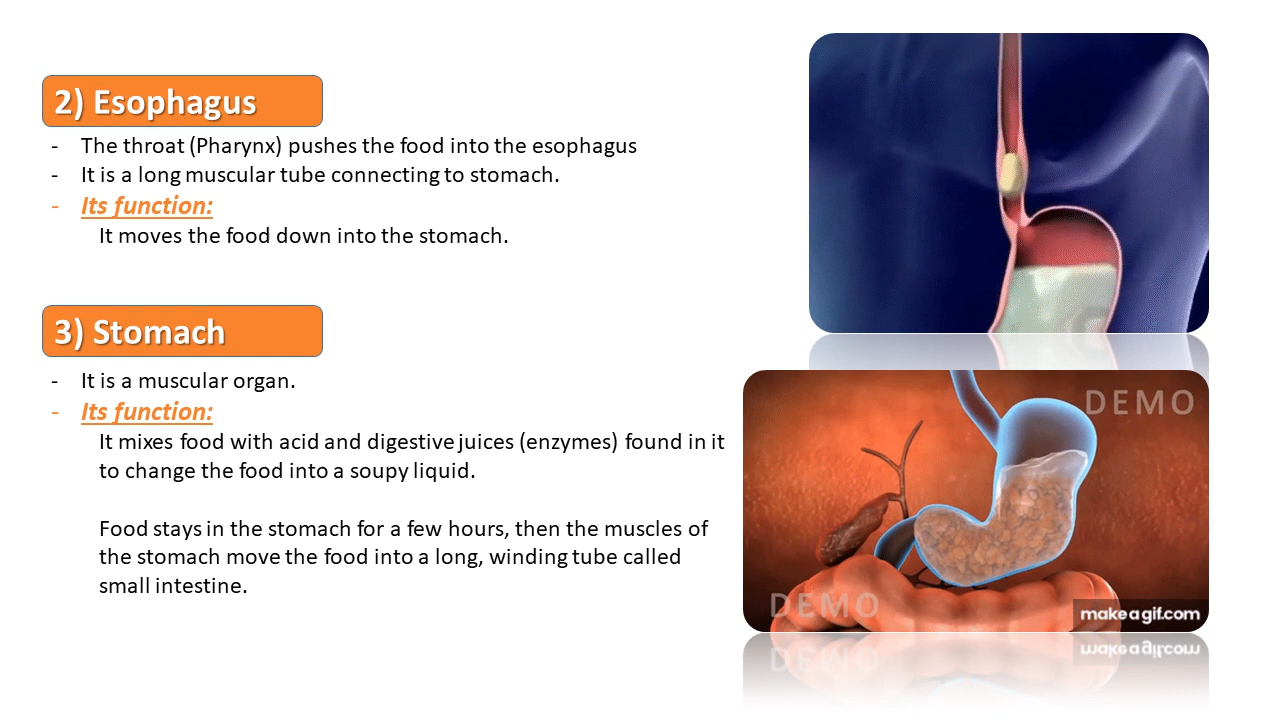 2) Esophagus
- The throat (Pharynx) pushes the food into the esophagus
- It is a long muscular tube connecting to stomach.
- Its function:
It moves the food down into the stomach.
3) Stomach
- It is a muscular organ.
- Its function:
It mixes food with acid and digestive juices (enzymes) found in it
to change the food into a soupy liquid.
Food stays in the stomach for a few hours, then the muscles of
the stomach move the food into a long, winding tube called
small intestine.
DEMO
DEMO
makeagif.com